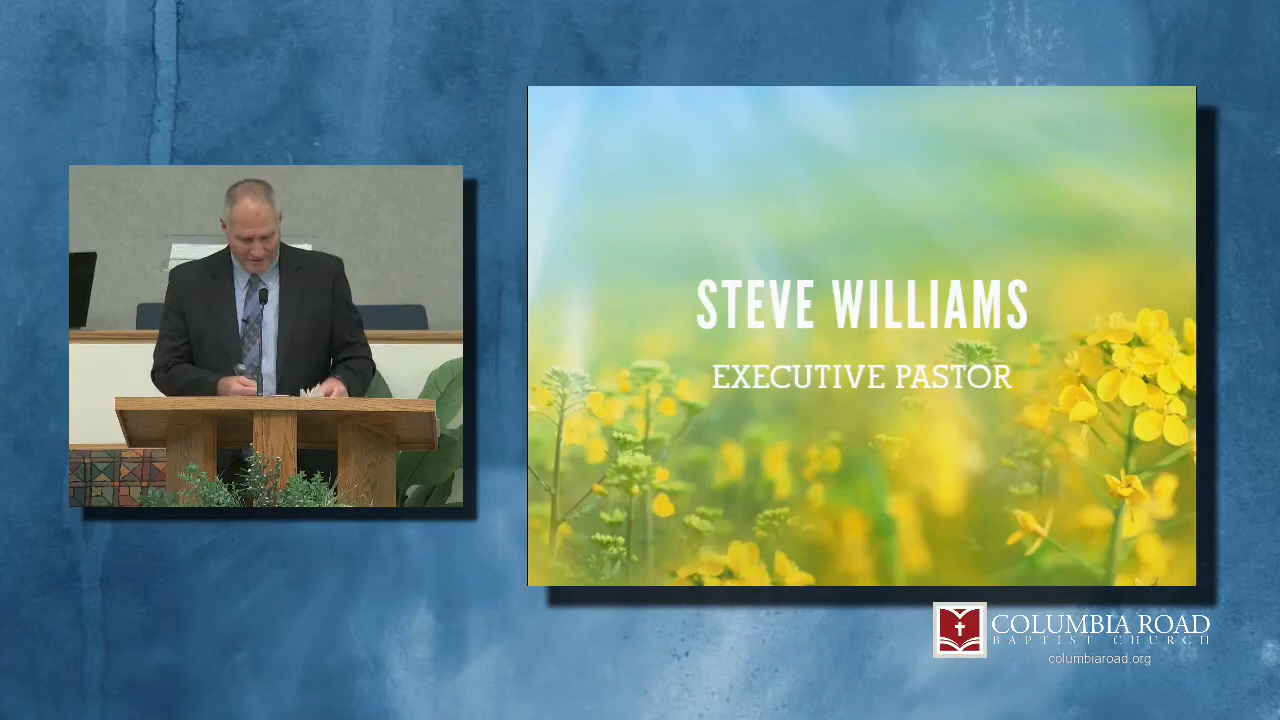 STEVE WILLIAMS
EXECUTIVE PASTOR
COLUMBIA ROAD
BAPTIST CHURCH
columbiaroad.org